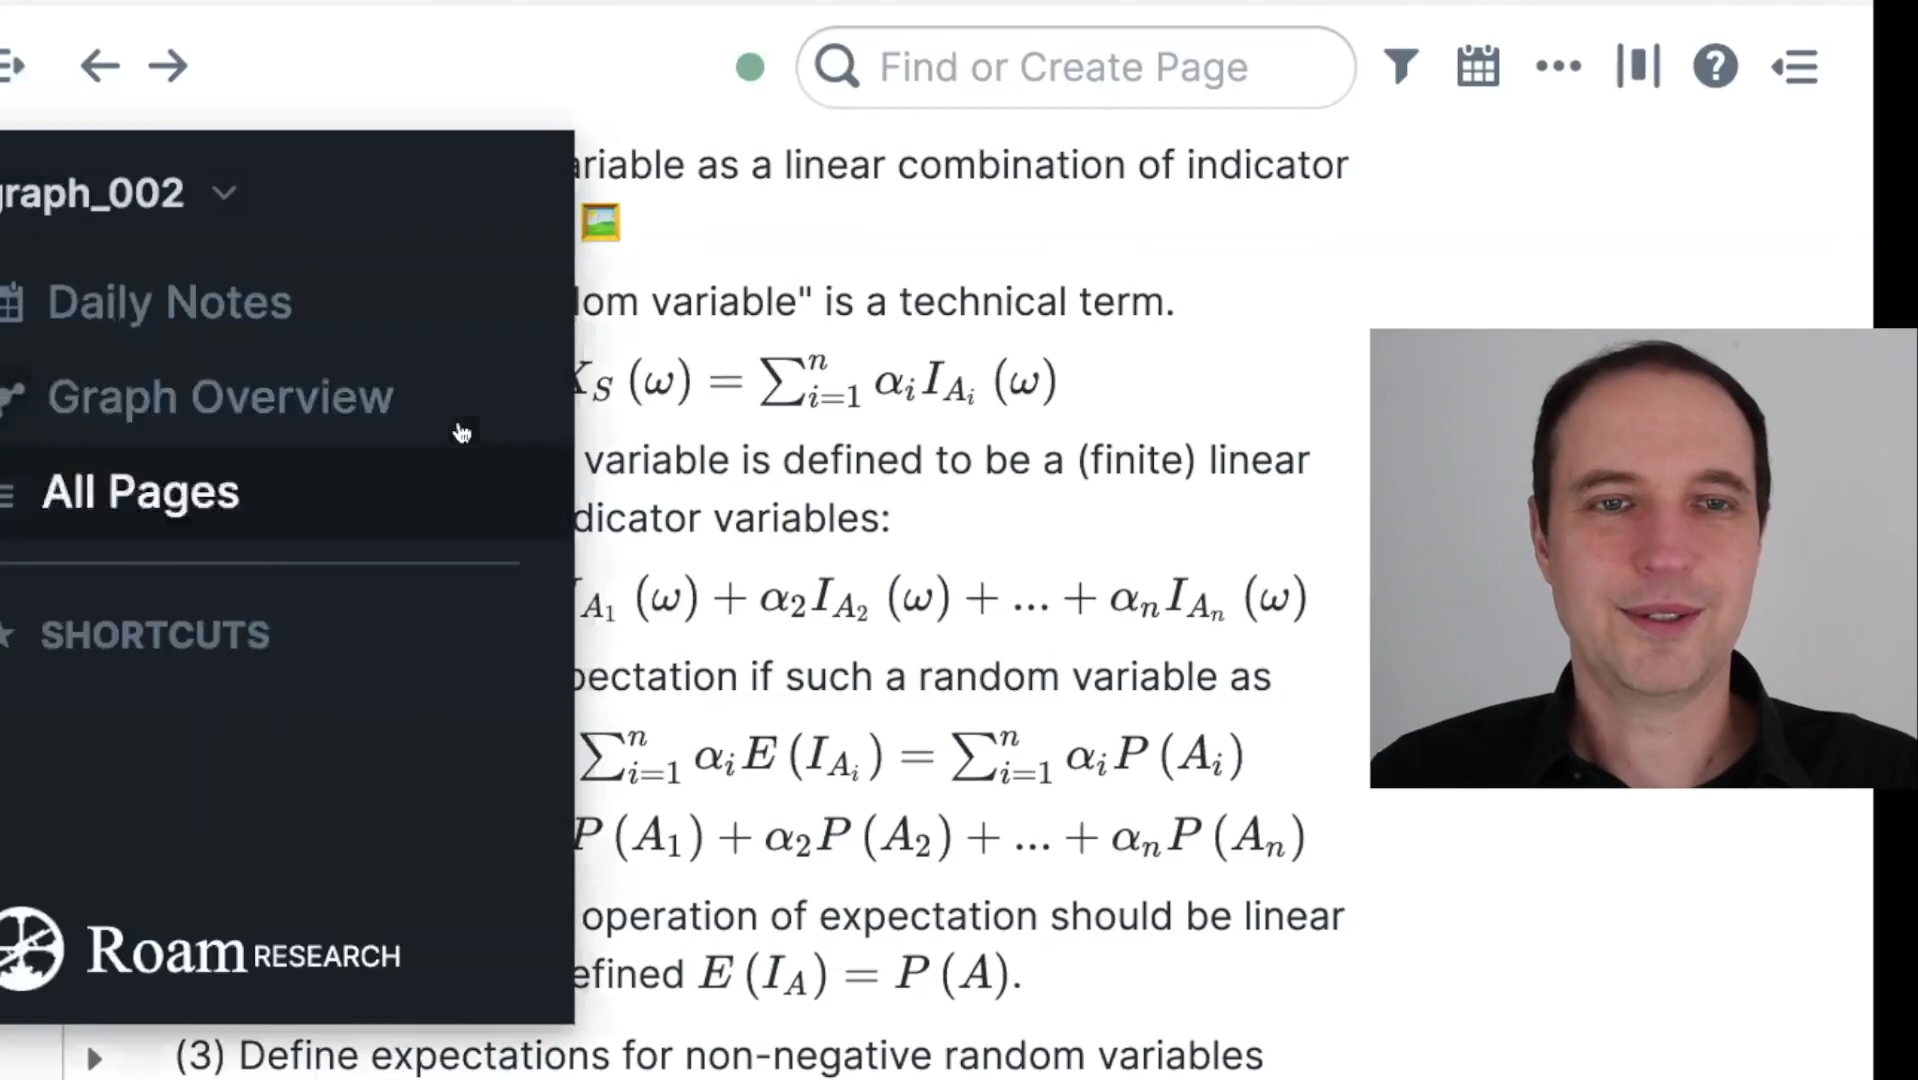 Find or Create Page
graph_002
Daily Notes
Graph Overview
All Pages
SHORTCUTS
Roam RESEARCH
ariable as a linear combination of indicator
dom variable" is a technical term.
X_S (ω) = ∑_{i=1}^{n} α_i I_{A_i} (ω)
variable is defined to be a (finite) linear
dicator variables:
I_{A_1} (ω) + α_2 I_{A_2} (ω) + ... + α_n I_{A_n} (ω)
pectation if such a random variable as
∑_{i=1}^{n} α_i E (I_{A_i}) = ∑_{i=1}^{n} α_i P (A_i)
P (A_1) + α_2 P (A_2) + ... + α_n P (A_n)
operation of expectation should be linear
efined E (I_A) = P (A).
(3) Define expectations for non-negative random variables